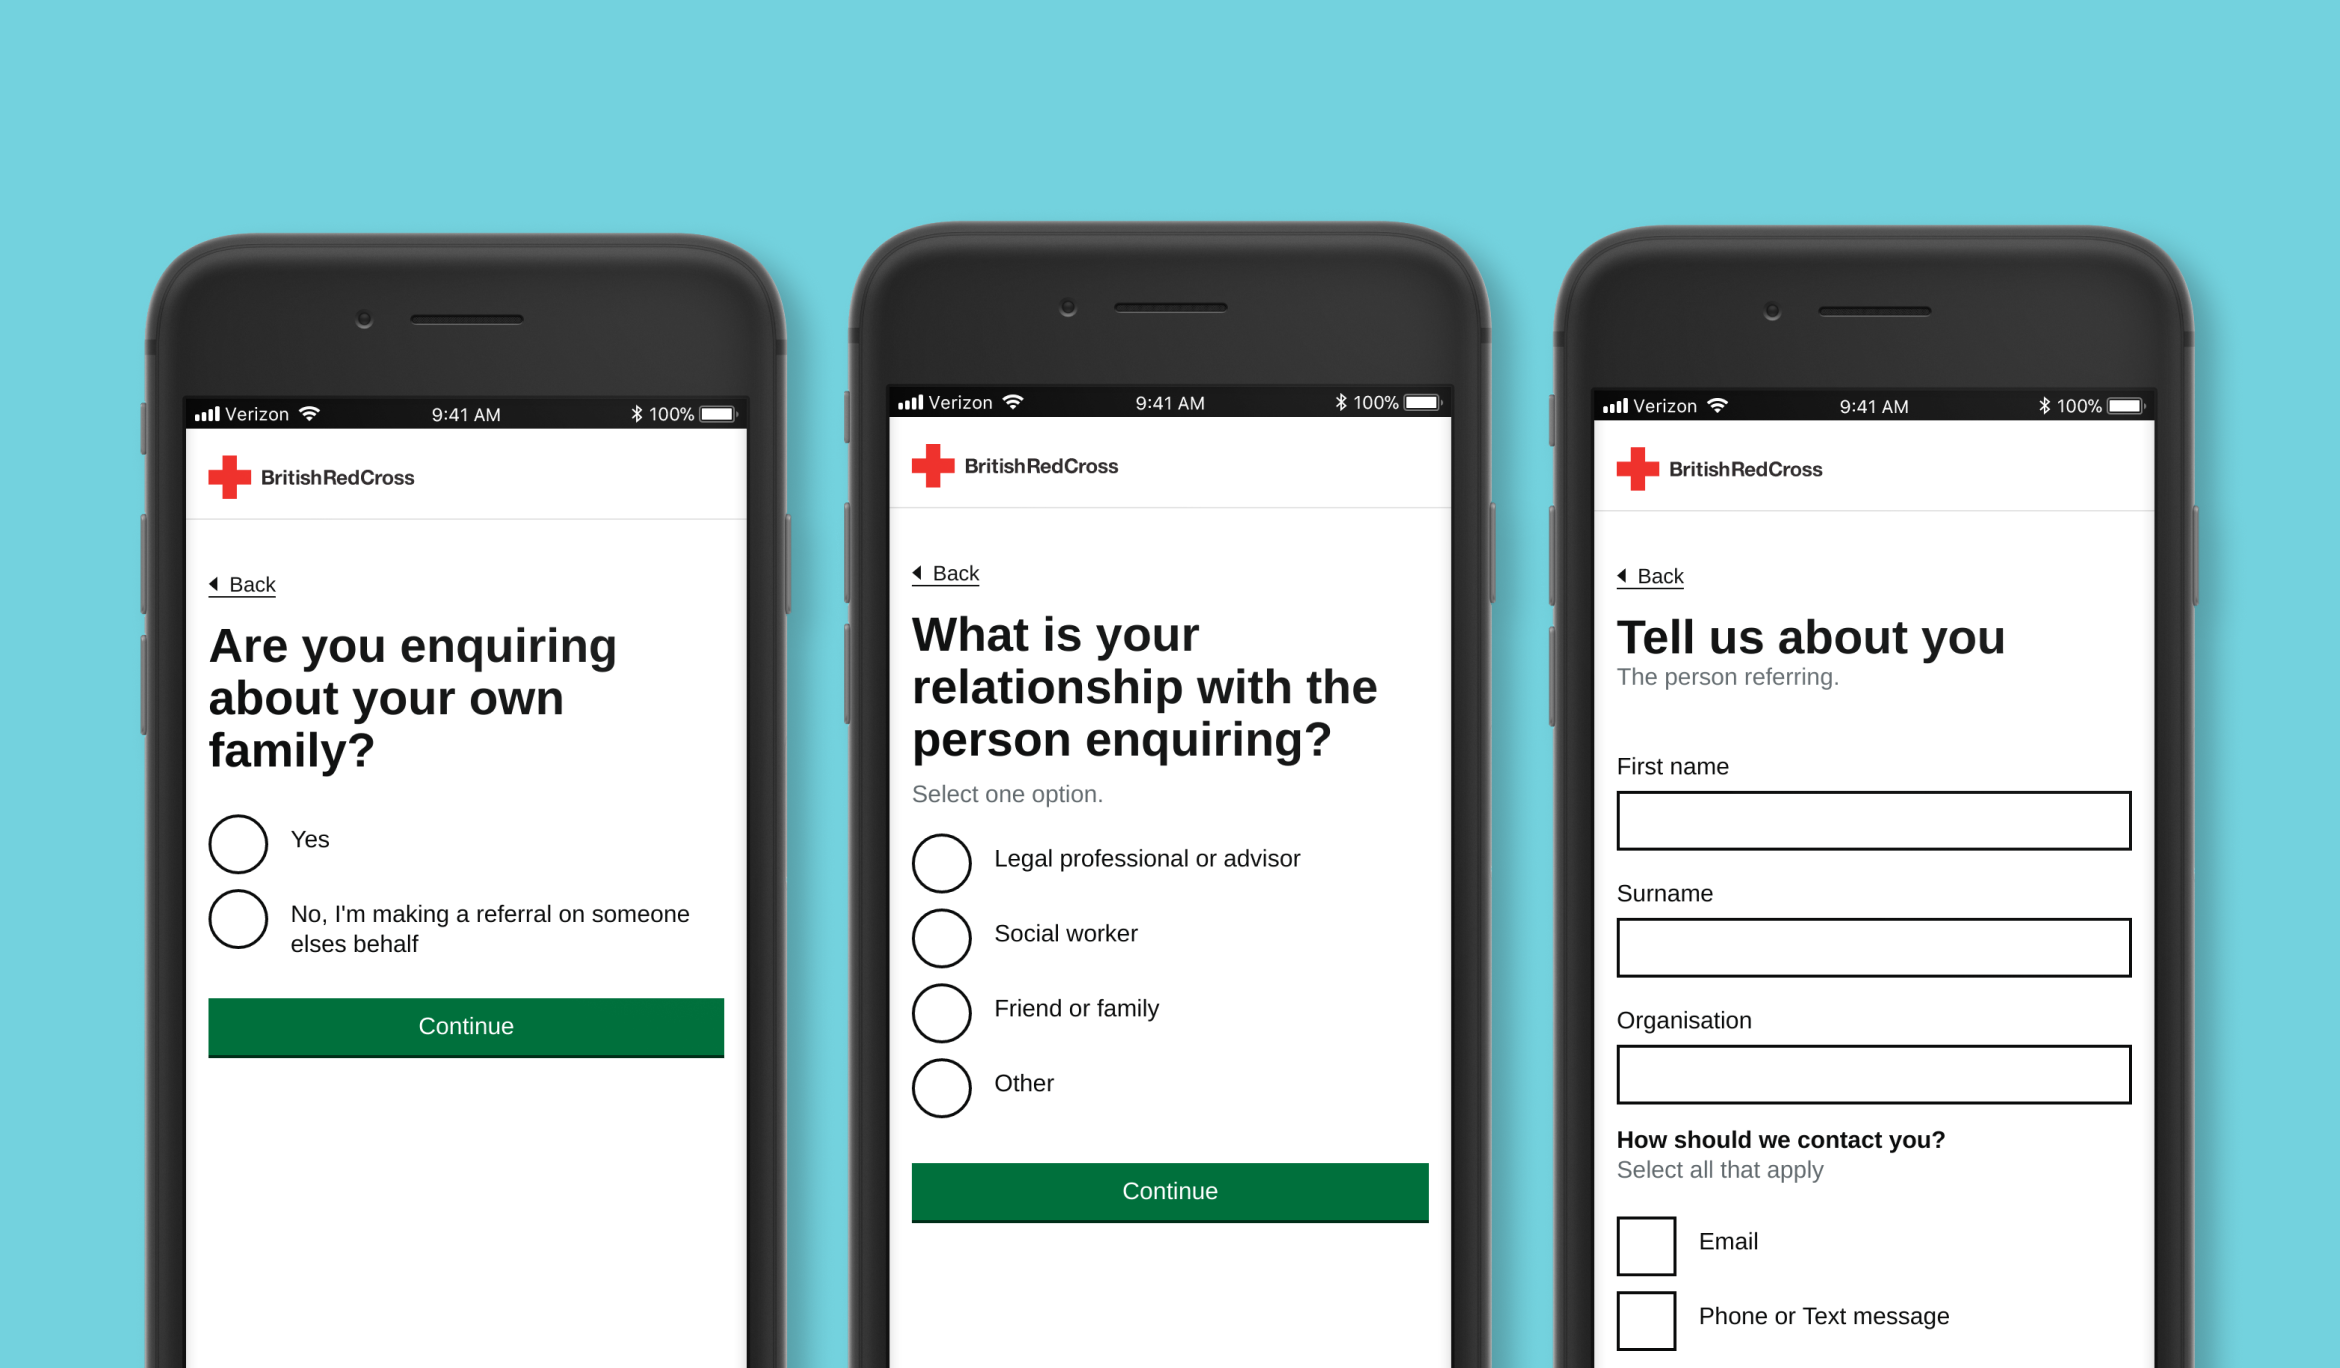 Verizon 9:41 AM 100%
BritishRedCross
Back
Are you enquiring
about your own
family?
Yes
No, I'm making a referral on someone
elses behalf
Continue
Verizon 9:41 AM 100%
BritishRedCross
Back
What is your
relationship with the
person enquiring?
Select one option.
Legal professional or advisor
Social worker
Friend or family
Other
Continue
Verizon 9:41 AM 100%
BritishRedCross
Back
Tell us about you
The person referring.
First name
Surname
Organisation
How should we contact you?
Select all that apply
Email
Phone or Text message